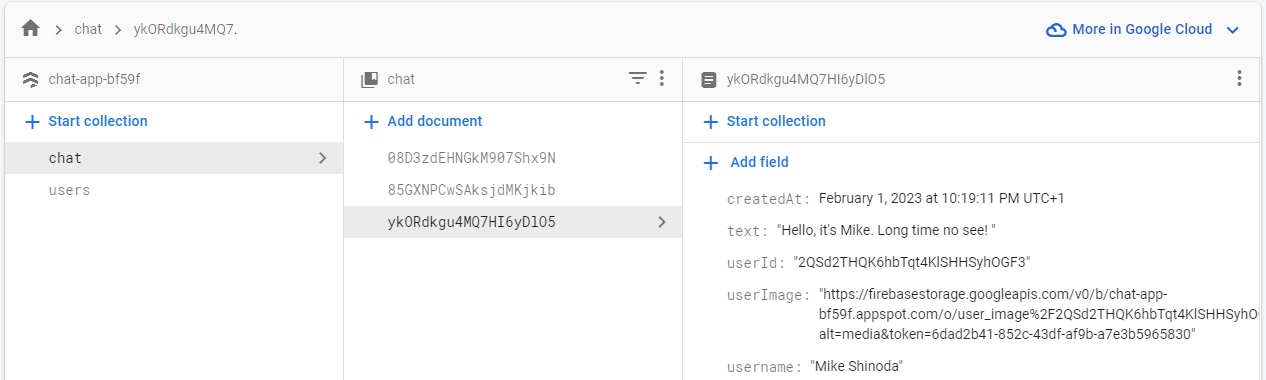 chat ykORdkgu4MQ7. More in Google Cloud
chat-app-bf59f chat ykORdkgu4MQ7HI6yDlO5
Start collection Add document Start collection
chat 08D3zdEHNGkM907Shx9N Add field
users 85GXNPCwSAksjdMKjkib
ykORdkgu4MQ7HI6yDlO5
createdAt: February 1, 2023 at 10:19:11 PM UTC+1
text: "Hello, it's Mike. Long time no see! "
userId: "2QSd2THQK6hbTqt4KlSHHSyhOGF3"
userImage: "https://firebasestorage.googleapis.com/v0/b/chat-app-
bf59f.appspot.com/o/user_image%2F2QSd2THQK6hbTqt4KlSHHSyhO
alt=media&token=6dad2b41-852c-43df-af9b-a7e3b5965830"
username: "Mike Shinoda"